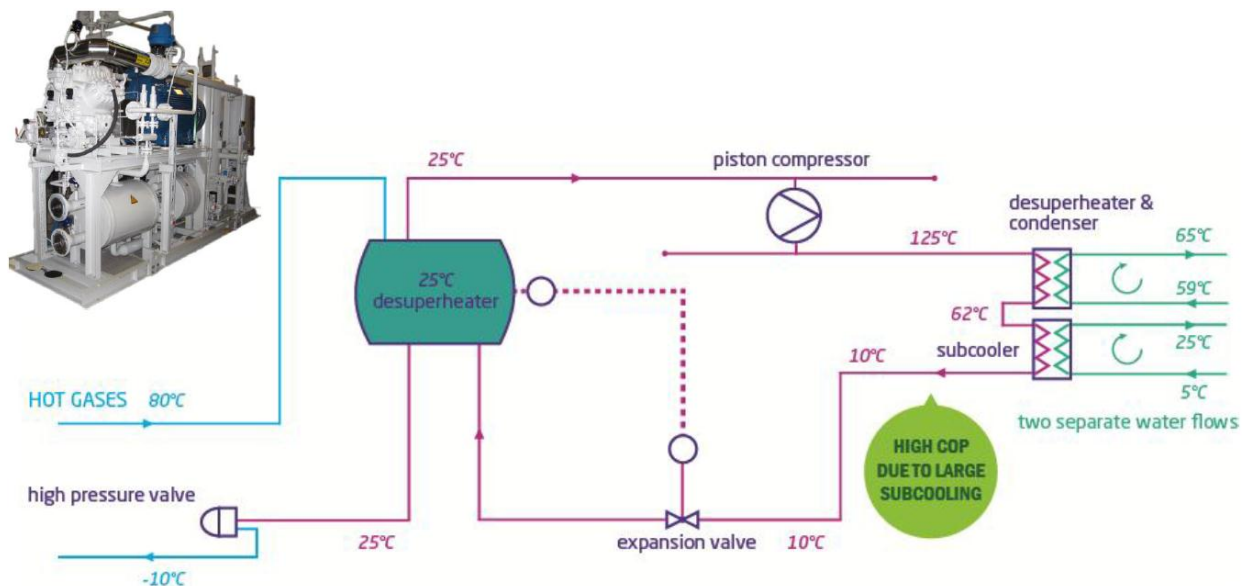 25°C
piston compressor
desuperheater &
condenser
125°C
65°C
25°C
desuperheater
59°C
62°C
subcooler
25°C
10°C
5°C
HOT GASES 80°C
two separate water flows
HIGH COP
DUE TO LARGE
SUBCOOLING
high pressure valve
25°C
expansion valve
10°C
-10°C